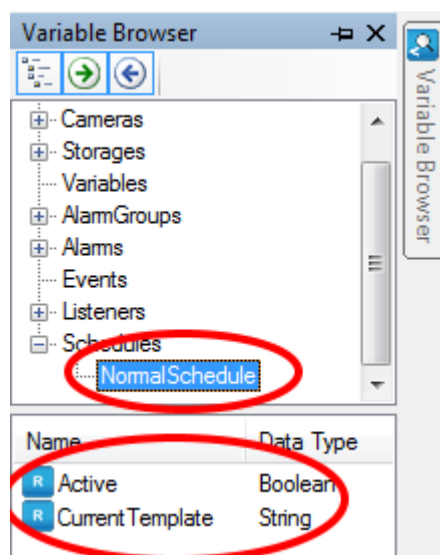 Variable Browser
Variable Browser
Cameras
Storages
Variables
AlarmGroups
Alarms
Events
Listeners
Schedules
NormalSchedule
Name Data Type
R Active Boolean
R CurrentTemplate String